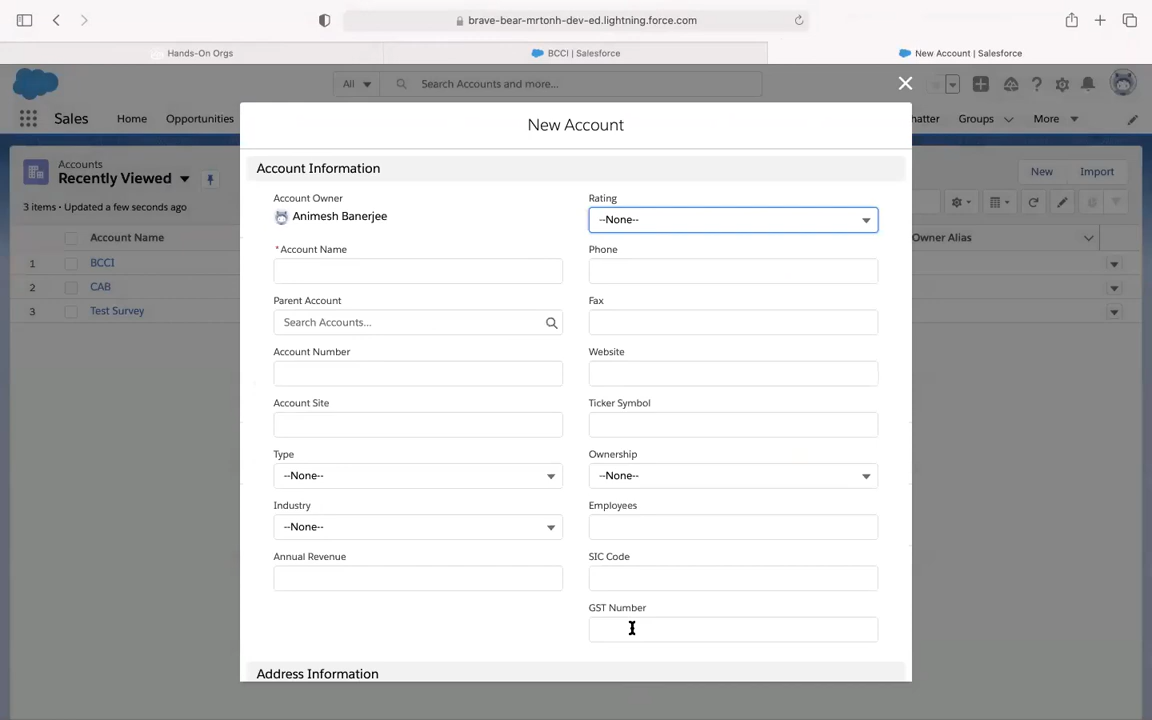 brave-bear-mrtonh-dev-ed.lightning.force.com
Hands-On Orgs
BCCI | Salesforce
New Account | Salesforce
All
Search Accounts and more...
Sales
Home
Opportunities
hatter
Groups
More
New Account
Accounts
Recently Viewed
3 items • Updated a few seconds ago
New
Import
Account Name
Owner Alias
1 BCCI
2 CAB
3 Test Survey
Account Information
Account Owner
Animesh Banerjee
Rating
--None--
*Account Name
Phone
Parent Account
Search Accounts...
Fax
Account Number
Website
Account Site
Ticker Symbol
Type
--None--
Ownership
--None--
Industry
--None--
Employees
Annual Revenue
SIC Code
GST Number
Address Information